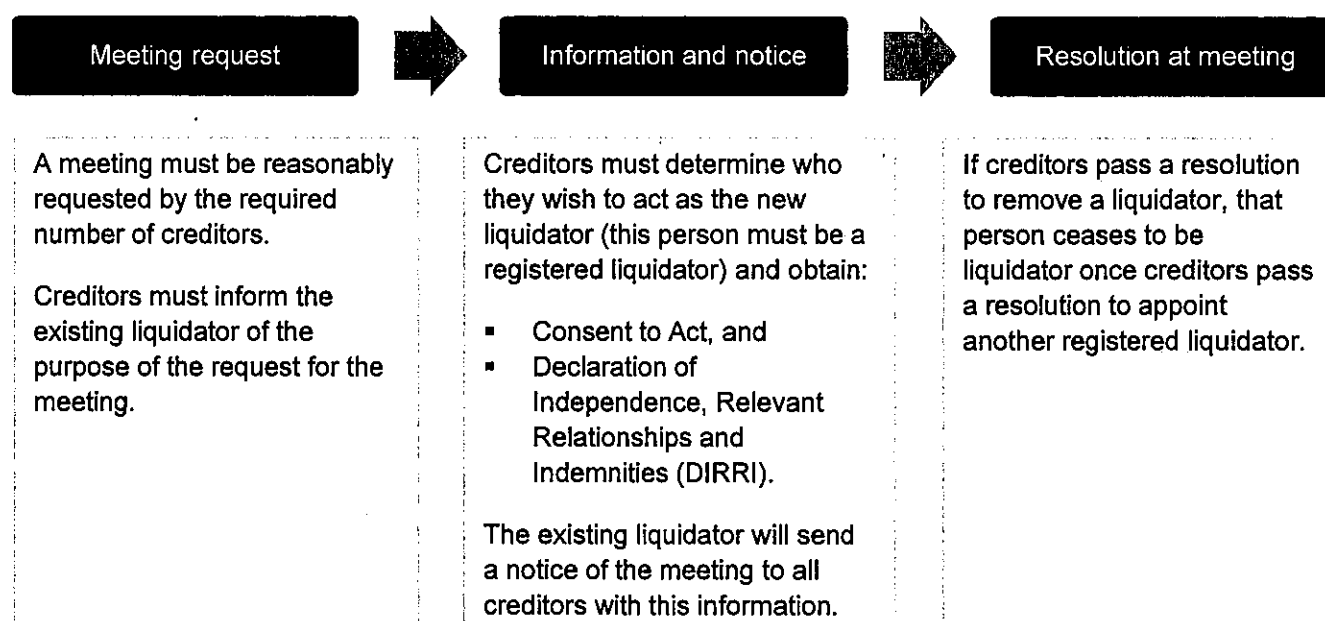 Meeting request
Information and notice
Resolution at meeting
A meeting must be reasonably
requested by the required
number of creditors.
Creditors must inform the
existing liquidator of the
purpose of the request for the
meeting.
Creditors must determine who
they wish to act as the new
liquidator (this person must be a
registered liquidator) and obtain:
▪ Consent to Act, and
▪ Declaration of
Independence, Relevant
Relationships and
Indemnities (DIRRI).
The existing liquidator will send
a notice of the meeting to all
creditors with this information.
If creditors pass a resolution
to remove a liquidator, that
person ceases to be
liquidator once creditors pass
a resolution to appoint
another registered liquidator.